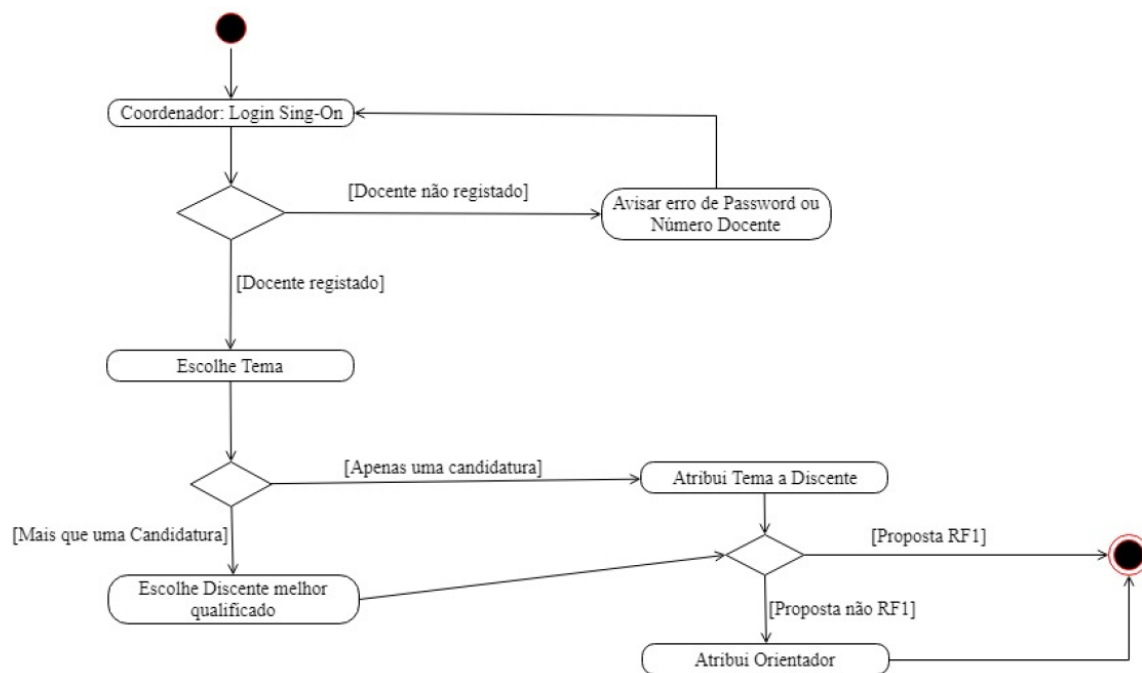 Coordenador: Login Sing-On
[Docente não registado]
Avisar erro de Password ou
Número Docente
[Docente registado]
Escolhe Tema
[Apenas uma candidatura]
Atribui Tema a Discente
[Mais que uma Candidatura]
[Proposta RF1]
Escolhe Discente melhor
qualificado
[Proposta não RF1]
Atribui Orientador